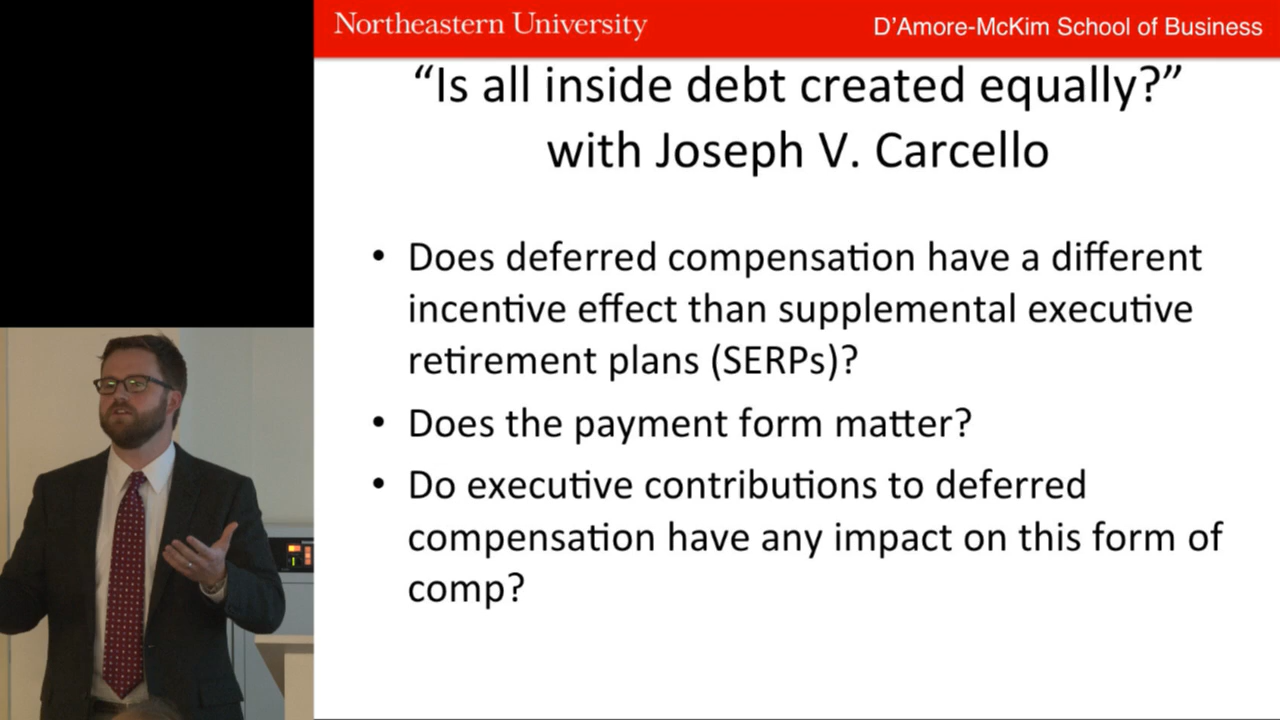 Northeastern University
D'Amore-McKim School of Business
“Is all inside debt created equally?”
with Joseph V. Carcello
• Does deferred compensation have a different
incentive effect than supplemental executive
retirement plans (SERPs)?
• Does the payment form matter?
• Do executive contributions to deferred
compensation have any impact on this form of
comp?